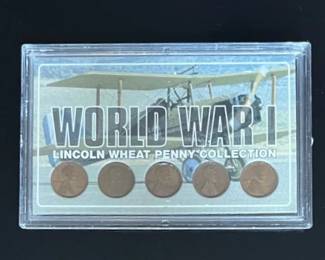 WORLD WAR I
LINCOLN WHEAT PENNY COLLECTION